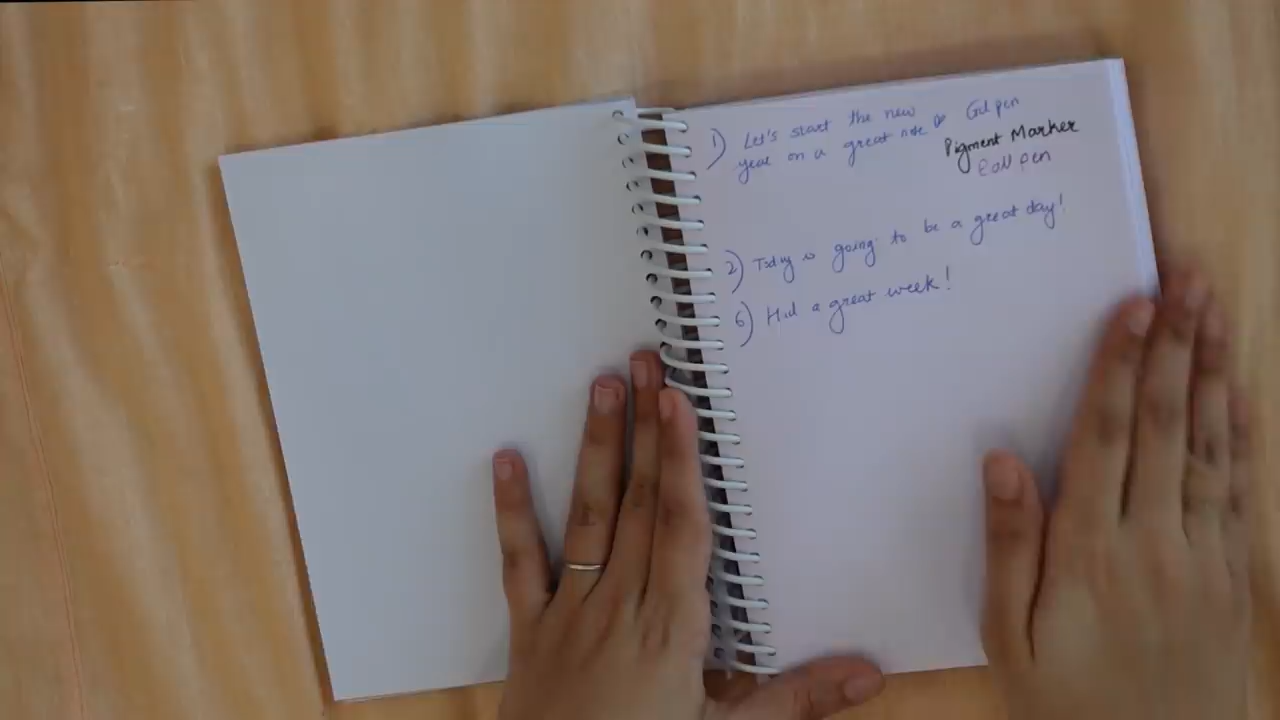 1) Let's start the new
year on a great note
Gel pen
Pigment Marker
Ball pen
2) Today is going to be a great day!
6) Had a great week!